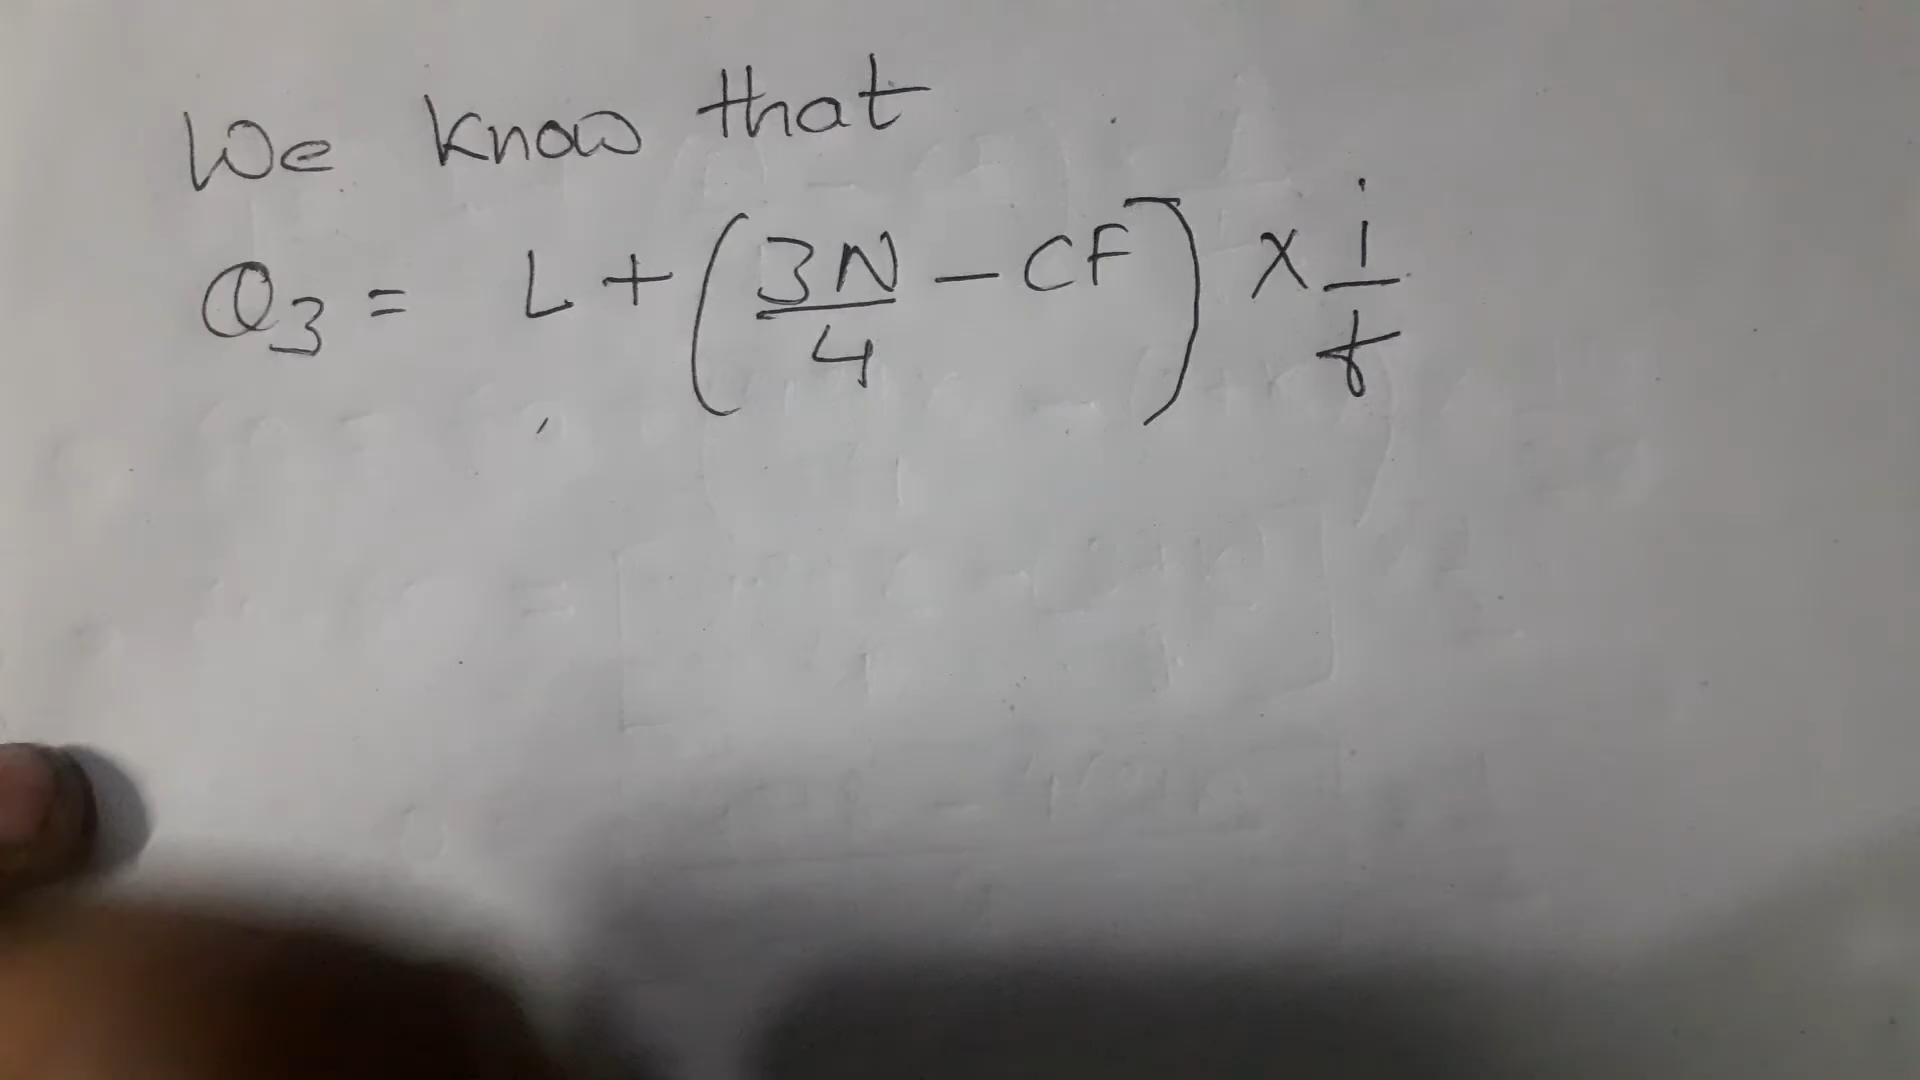 We know that
Q3 = L + (3N/4 - CF) × i/f